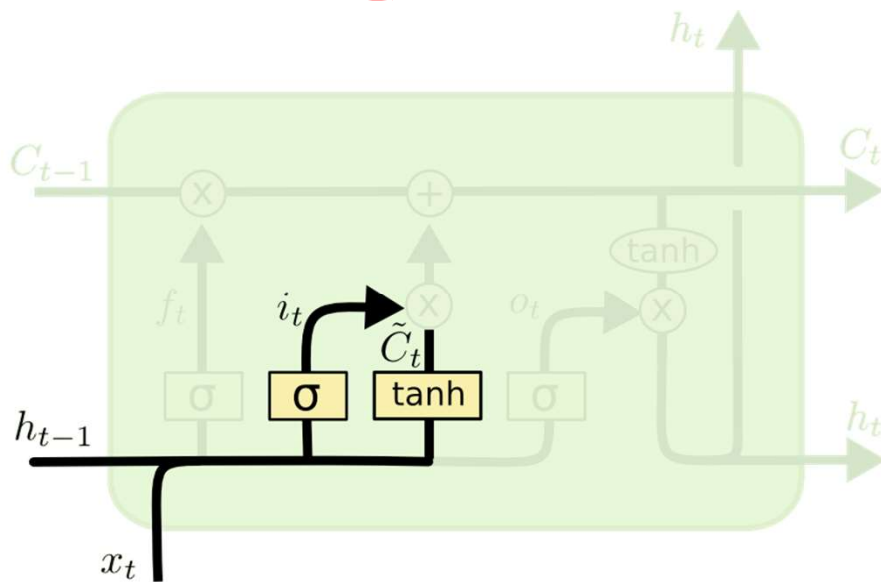 h_t
C_{t-1}
C_t
x
+
tanh
f_t
i_t
x
o_t
x
C̃_t
σ
σ
tanh
σ
h_{t-1}
h_t
x_t